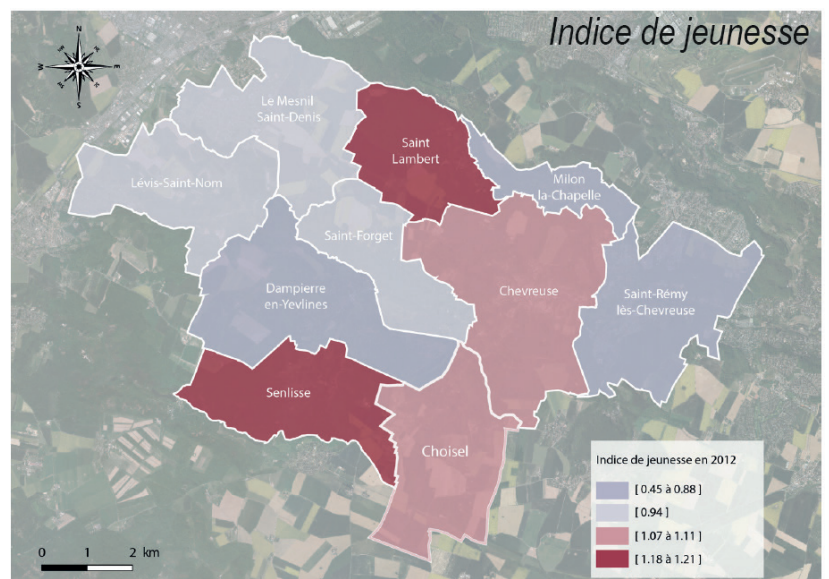 Indice de jeunesse
N
W
E
S
Le Mesnil
Saint-Denis
Saint
Lambert
Lévis-Saint-Nom
Milon
la-Chapelle
Saint-Forget
Dampierre
en-Yevlines
Chevreuse
Saint-Rémy
lès-Chevreuse
Senlisse
Choisel
Indice de jeunesse en 2012
[ 0.45 à 0.88 ]
[ 0.94 ]
[ 1.07 à 1.11 ]
[ 1.18 à 1.21 ]
0 1 2 km